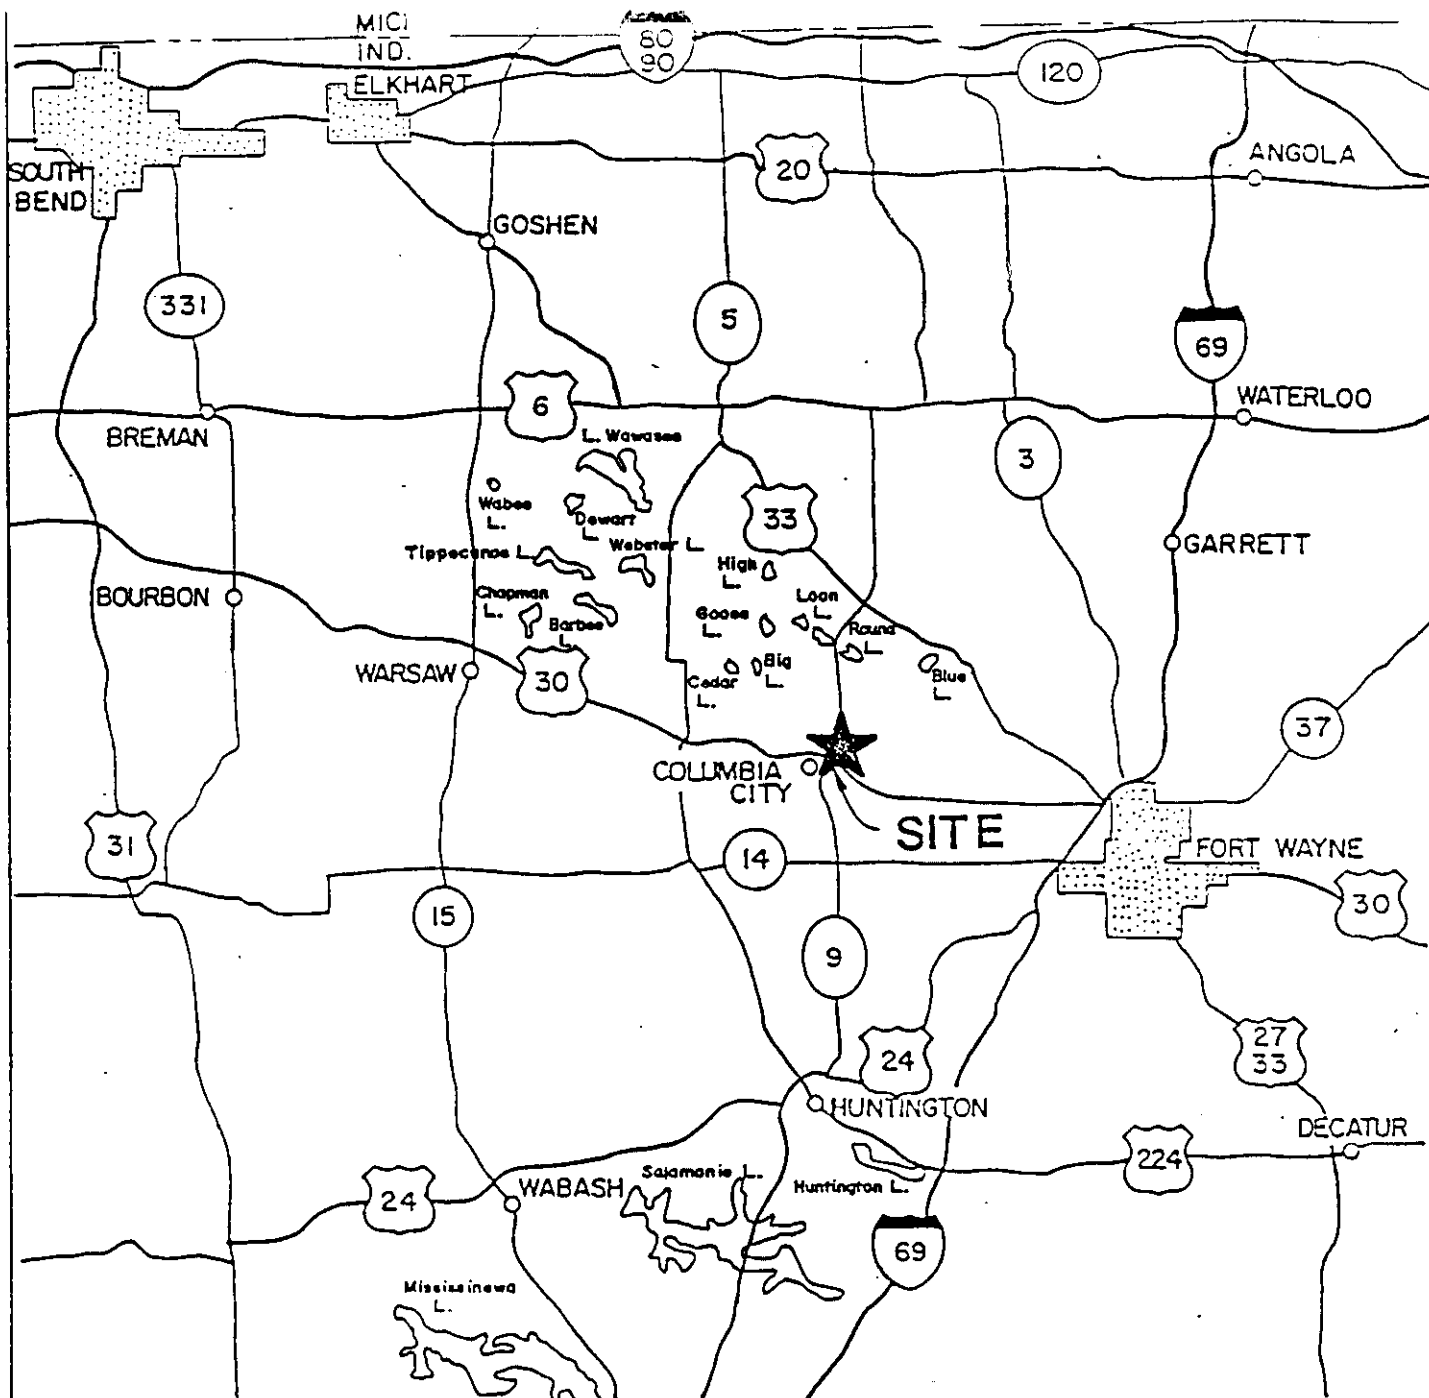 MICI
IND.
80
90
ELKHART
120
SOUTH
BEND
20
ANGOLA
GOSHEN
331
5
69
6
WATERLOO
BREMAN
L. Wawasee
3
Wabee
L.
Dewart
L.
33
Tippecanoe L.
Webster L.
High
L.
GARRETT
BOURBON
Chapman
L.
Barbee
L.
Goose
L.
Loon
L.
Round
L.
WARSAW
30
Cedar
L.
Big
L.
Blue
L.
37
COLUMBIA
CITY
SITE
31
14
FORT WAYNE
15
30
9
24
27
33
HUNTINGTON
DECATUR
224
24
WABASH
Salamonie L.
Huntington L.
69
Mississinewa
L.